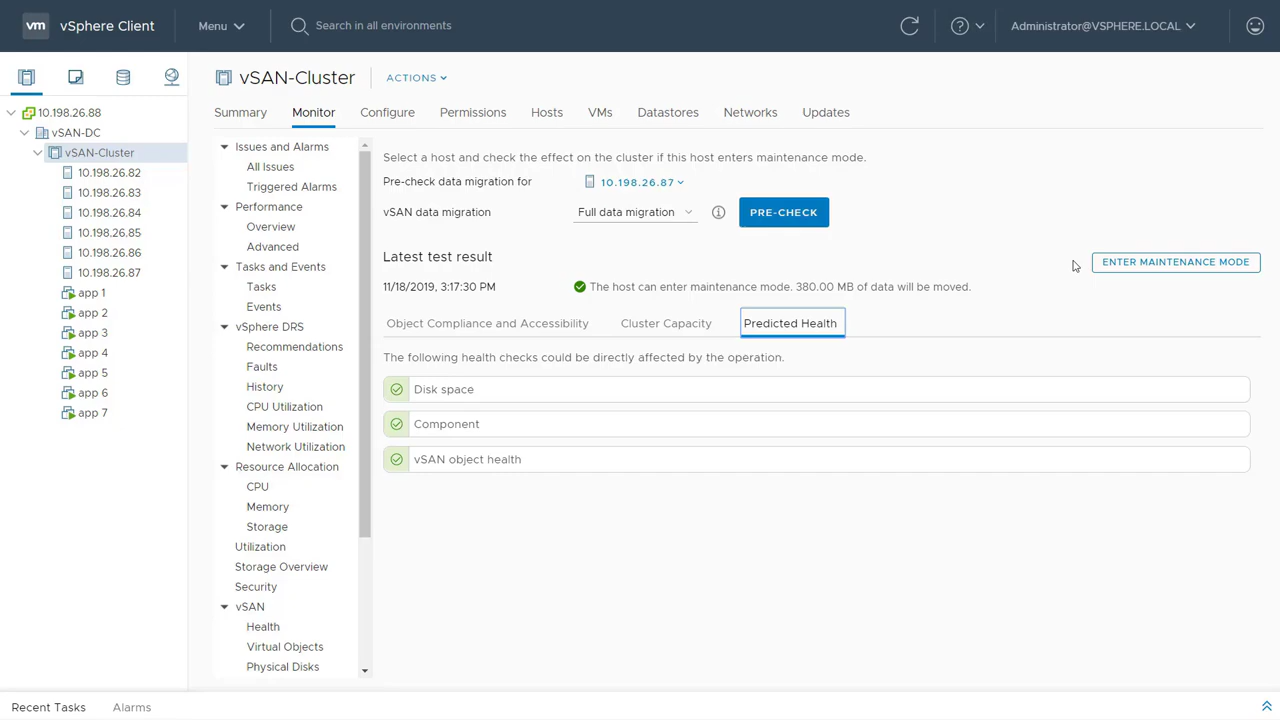 vm vSphere Client Menu Search in all environments Administrator@VSPHERE.LOCAL
vSAN-Cluster ACTIONS
Summary Monitor Configure Permissions Hosts VMs Datastores Networks Updates
10.198.26.88
vSAN-DC
vSAN-Cluster
10.198.26.82
10.198.26.83
10.198.26.84
10.198.26.85
10.198.26.86
10.198.26.87
app 1
app 2
app 3
app 4
app 5
app 6
app 7
Issues and Alarms
All Issues
Triggered Alarms
Performance
Overview
Advanced
Tasks and Events
Tasks
Events
vSphere DRS
Recommendations
Faults
History
CPU Utilization
Memory Utilization
Network Utilization
Resource Allocation
CPU
Memory
Storage
Utilization
Storage Overview
Security
vSAN
Health
Virtual Objects
Physical Disks
Select a host and check the effect on the cluster if this host enters maintenance mode.
Pre-check data migration for 10.198.26.87
vSAN data migration Full data migration PRE-CHECK
Latest test result ENTER MAINTENANCE MODE
11/18/2019, 3:17:30 PM The host can enter maintenance mode. 380.00 MB of data will be moved.
Object Compliance and Accessibility Cluster Capacity Predicted Health
The following health checks could be directly affected by the operation.
Disk space
Component
vSAN object health
Recent Tasks Alarms